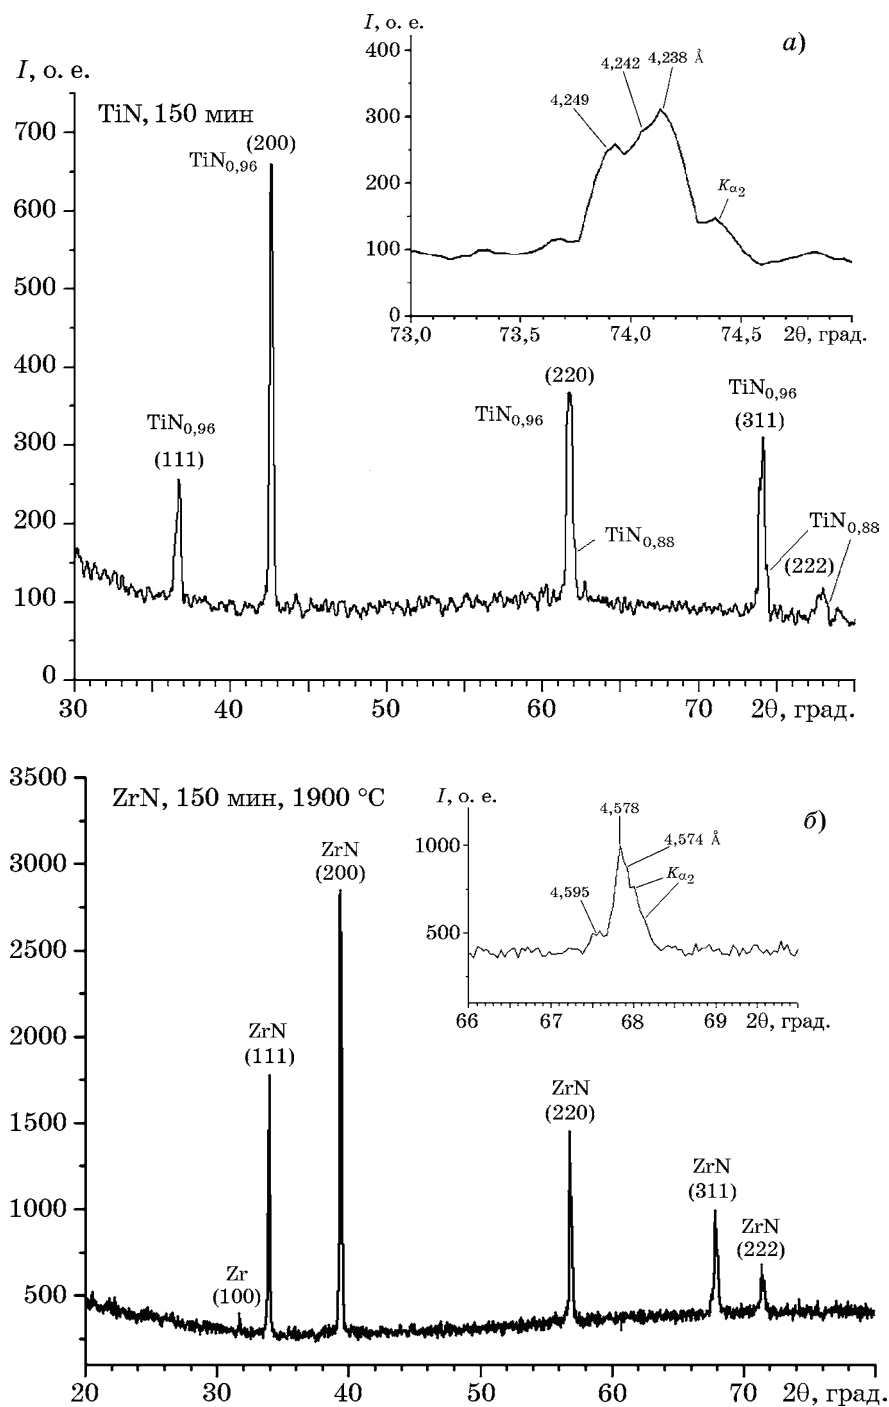 I, о. е.
а)
400
4,238 Å
4,242
I, о. е.
4,249
TiN, 150 мин
300
700
(200)
TiN0,96
Kα2
200
600
100
500
0
73,0
73,5
74,0
74,5
2θ, град.
400
(220)
TiN0,96
TiN0,96
TiN0,96
(311)
300
(111)
200
TiN0,88
TiN0,88
(222)
100
0
30
40
50
60
70
2θ, град.
3500
ZrN, 150 мин, 1900 °C
I, о. е.
4,578
б)
ZrN
(200)
1000
4,574 Å
3000
Kα2
4,595
500
2500
66
67
68
69
2θ, град.
2000
ZrN
(111)
ZrN
(220)
1500
ZrN
(311)
1000
ZrN
(222)
Zr
(100)
500
20
30
40
50
60
70
2θ, град.